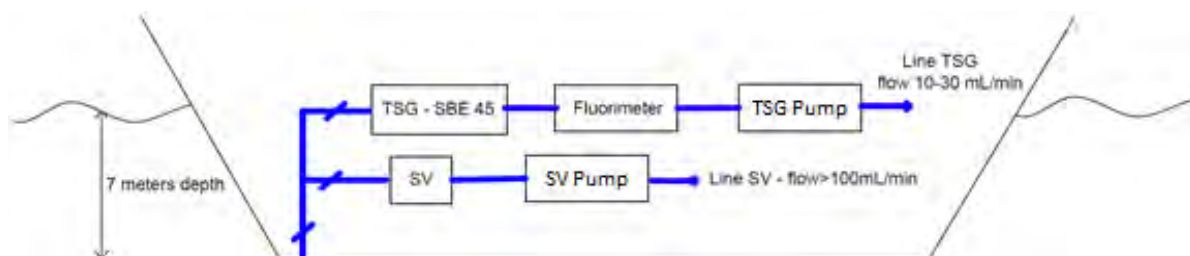 Line TSG
flow 10-30 mL/min
TSG - SBE 45
Fluorimeter
TSG Pump
7 meters depth
SV
SV Pump
Line SV - flow>100mL/min